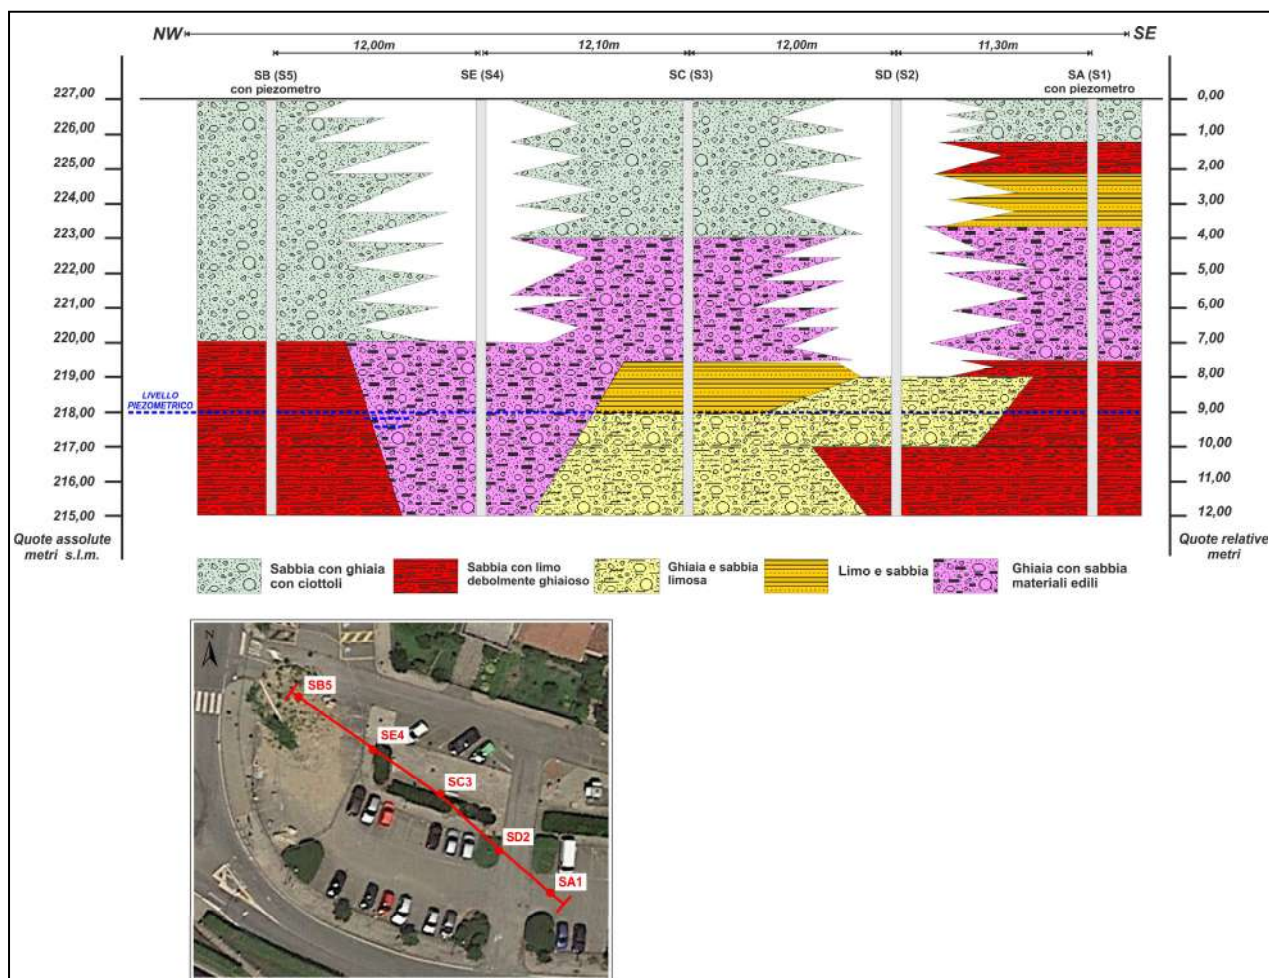 NW SE
12,00m 12,10m 12,00m 11,30m
SB (S5) SE (S4) SC (S3) SD (S2) SA (S1)
con piezometro con piezometro
227,00 0,00
226,00 1,00
225,00 2,00
224,00 3,00
223,00 4,00
222,00 5,00
221,00 6,00
220,00 7,00
219,00 8,00
LIVELLO
PIEZOMETRICO
218,00 9,00
217,00 10,00
216,00 11,00
215,00 12,00
Quote assolute
metri s.l.m.
Quote relative
metri
Sabbia con ghiaia
con ciottoli
Sabbia con limo
debolmente ghiaioso
Ghiaia e sabbia
limosa
Limo e sabbia
Ghiaia con sabbia
materiali edili
N
SB5
SE4
SC3
SD2
SA1